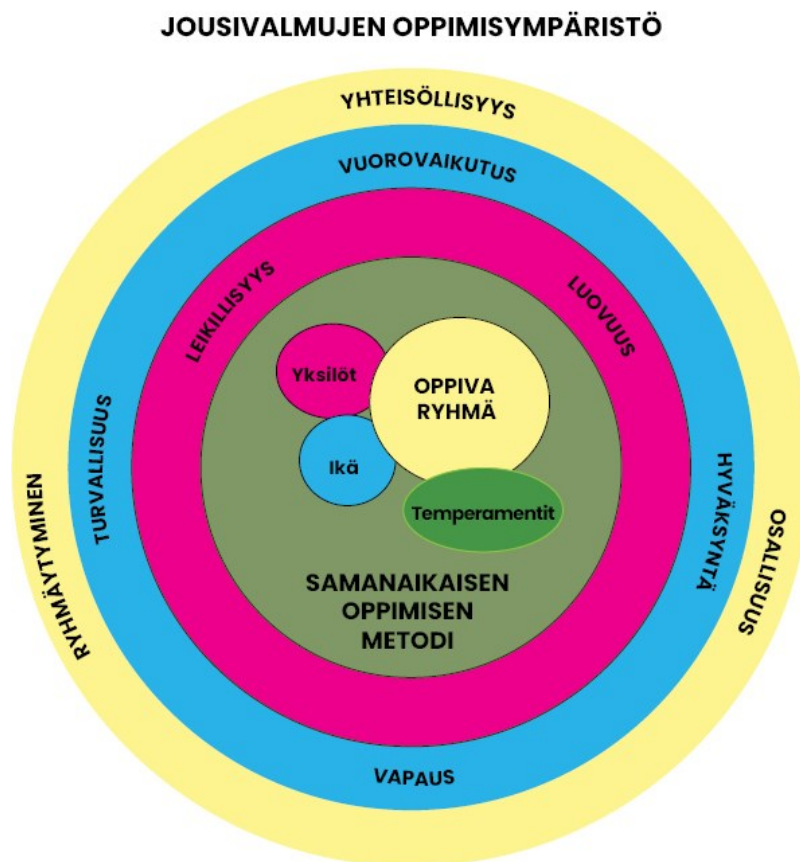 JOUSIVALMUJEN OPPIMISYMPÄRISTÖ
YHTEISÖLLISYYS
VUOROVAIKUTUS
LEIKILLISYYS
LUOVUUS
Yksilöt
OPPIVA
RYHMÄ
Ikä
Temperamentit
TURVALLISUUS
HYVÄKSYNTÄ
RYHMÄYTYMINEN
OSALLISUUS
SAMANAIKAISEN
OPPIMISEN
METODI
VAPAUS